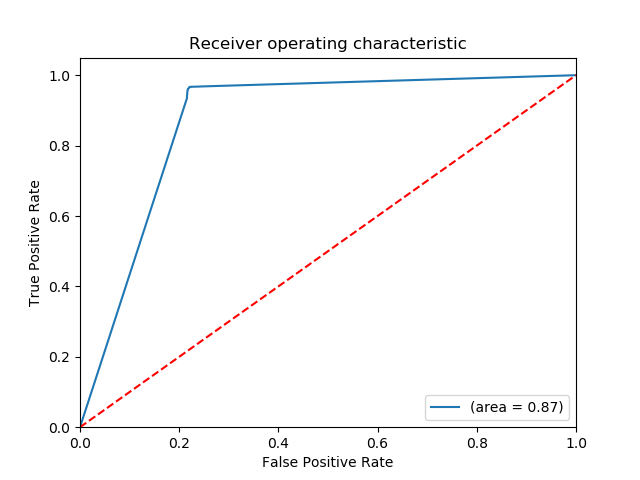 Receiver operating characteristic
1.0
0.8
0.6
0.4
0.2
0.0
True Positive Rate
(area = 0.87)
0.0 0.2 0.4 0.6 0.8 1.0
False Positive Rate